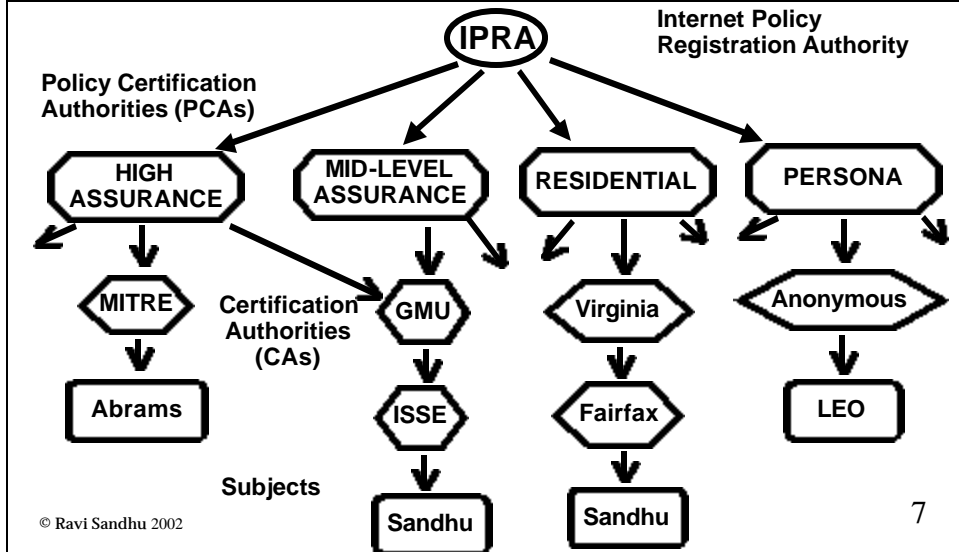 IPRA
Internet Policy
Registration Authority
Policy Certification
Authorities (PCAs)
HIGH
ASSURANCE
MID-LEVEL
ASSURANCE
RESIDENTIAL
PERSONA
MITRE
Certification
Authorities
(CAs)
GMU
Virginia
Anonymous
Abrams
ISSE
Fairfax
LEO
Subjects
Sandhu
Sandhu
© Ravi Sandhu 2002
7